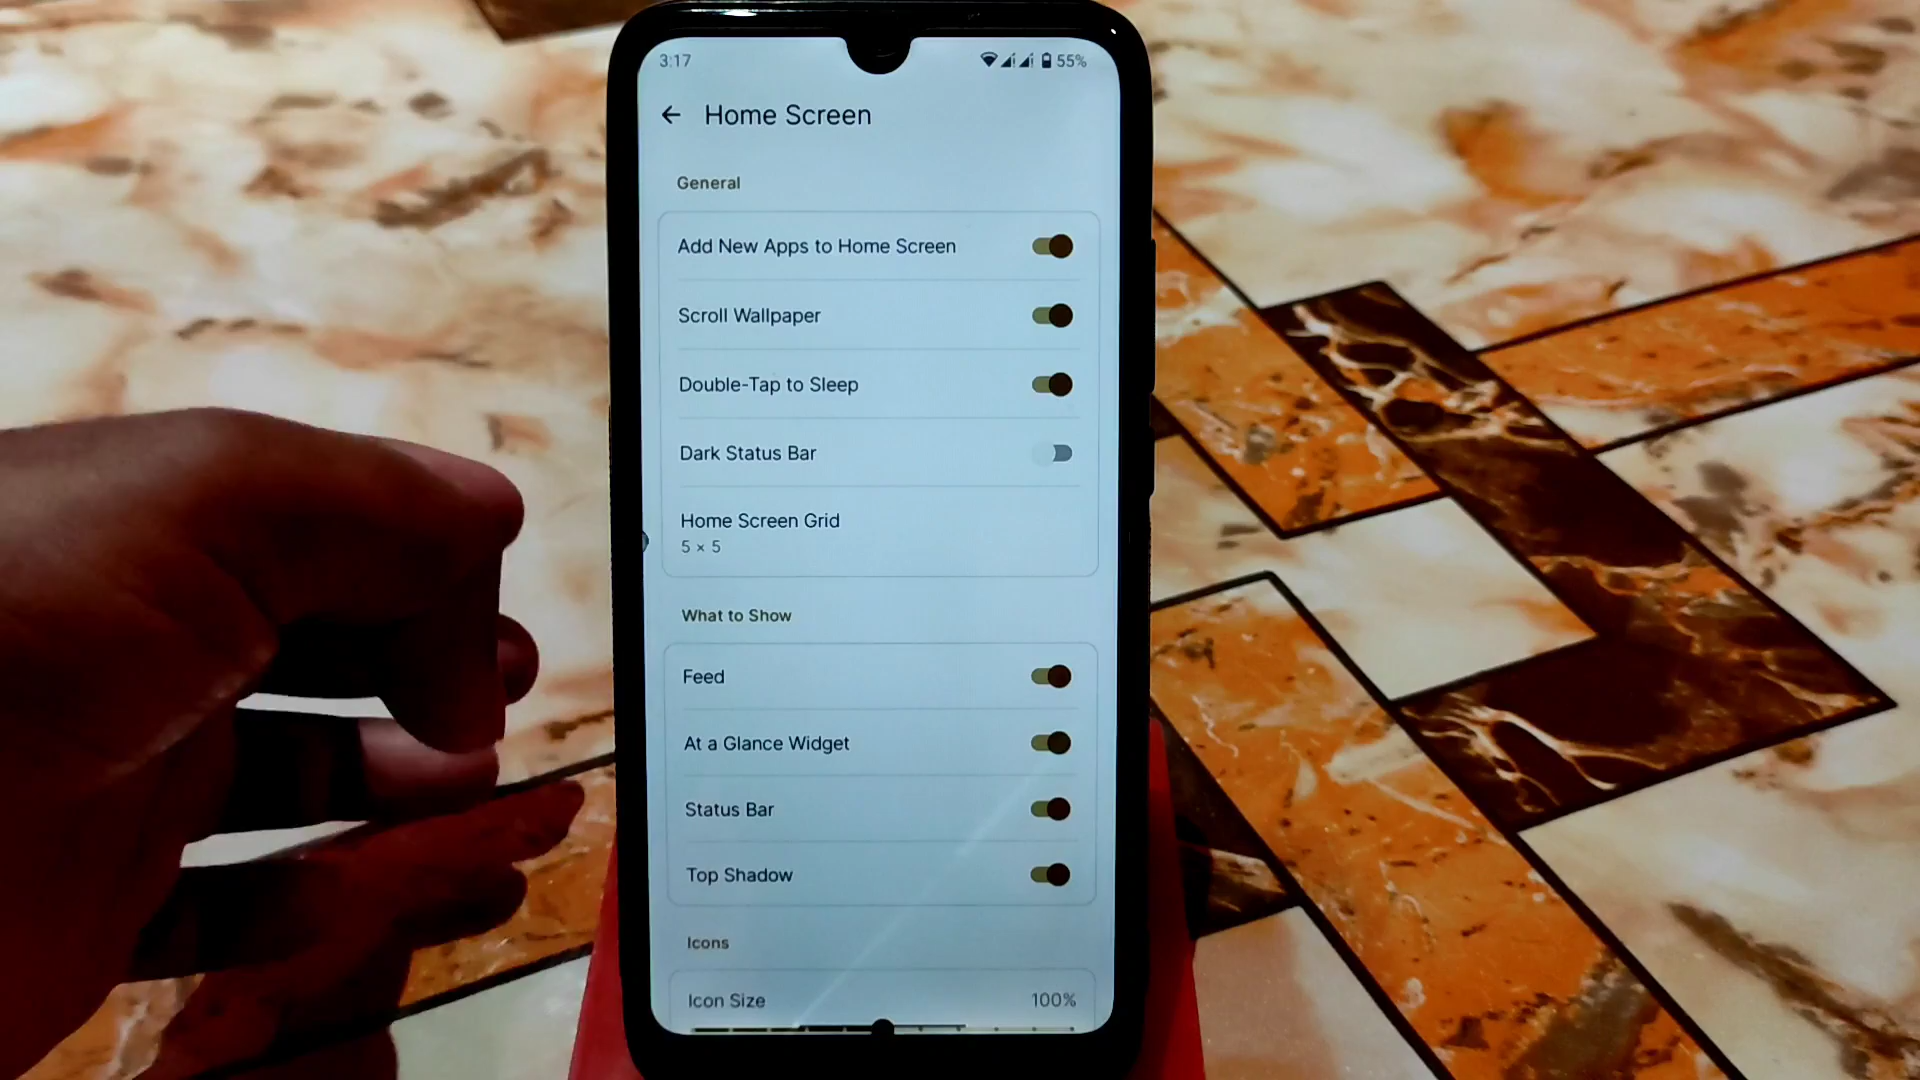 3:17 55%
Home Screen
General
Add New Apps to Home Screen
Scroll Wallpaper
Double-Tap to Sleep
Dark Status Bar
Home Screen Grid
5 × 5
What to Show
Feed
At a Glance Widget
Status Bar
Top Shadow
Icons
Icon Size 100%